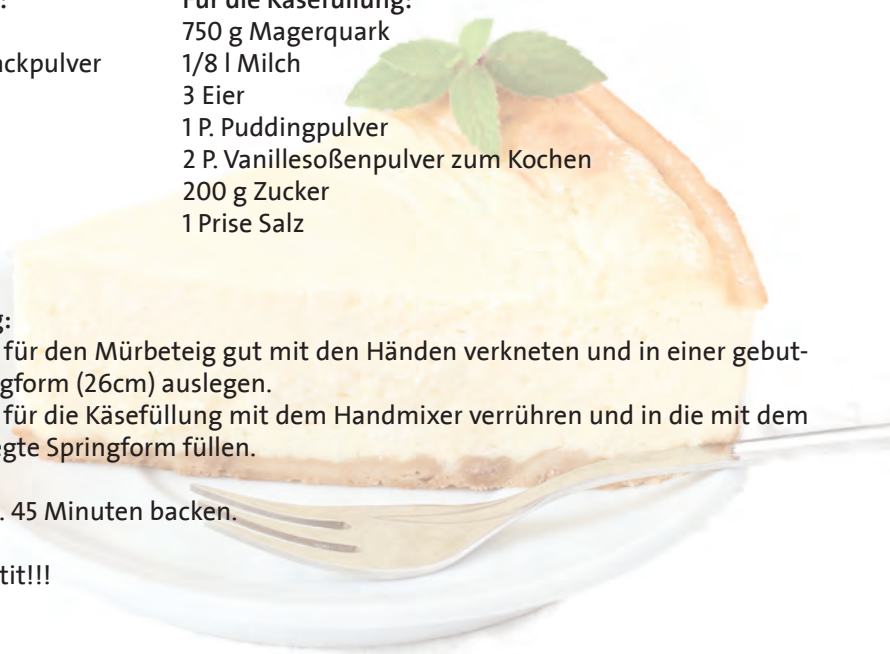 :
Für die Käsefüllung:
750 g Magerquark
ackpulver
1/8 l Milch
3 Eier
1 P. Puddingpulver
2 P. Vanillesoßenpulver zum Kochen
200 g Zucker
1 Prise Salz
g:
für den Mürbeteig gut mit den Händen verkneten und in einer gebut-
gform (26cm) auslegen.
für die Käsefüllung mit dem Handmixer verrühren und in die mit dem
egte Springform füllen.
. 45 Minuten backen.
tit!!!